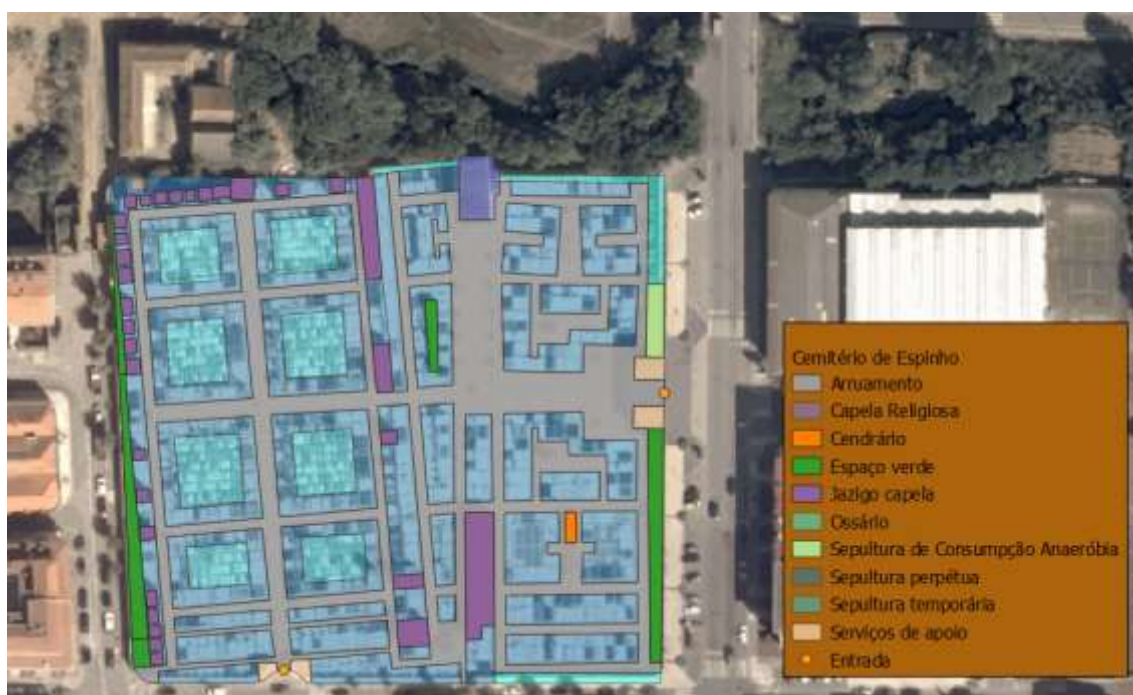 Cemitério de Espinho
Arruamento
Capela Religiosa
Cendrário
Espaço verde
Jazigo capela
Ossário
Sepultura de Consumpção Anaeróbia
Sepultura perpétua
Sepultura temporária
Serviços de apoio
Entrada